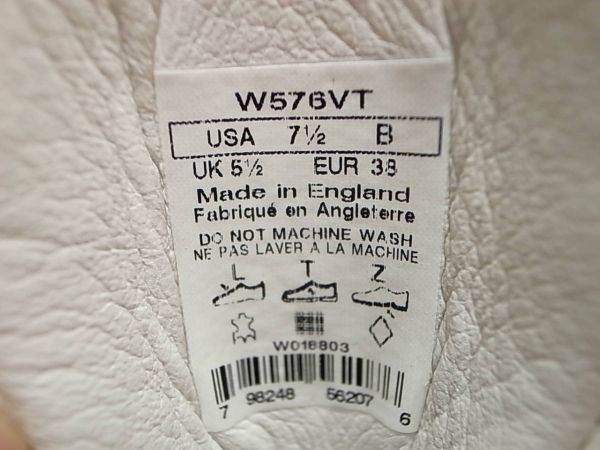 W576VT
USA 7½ B
UK 5½ EUR 38
Made in England
Fabriqué en Angleterre
DO NOT MACHINE WASH
NE PAS LAVER A LA MACHINE
L T Z
W018803
7 98248 56207 6